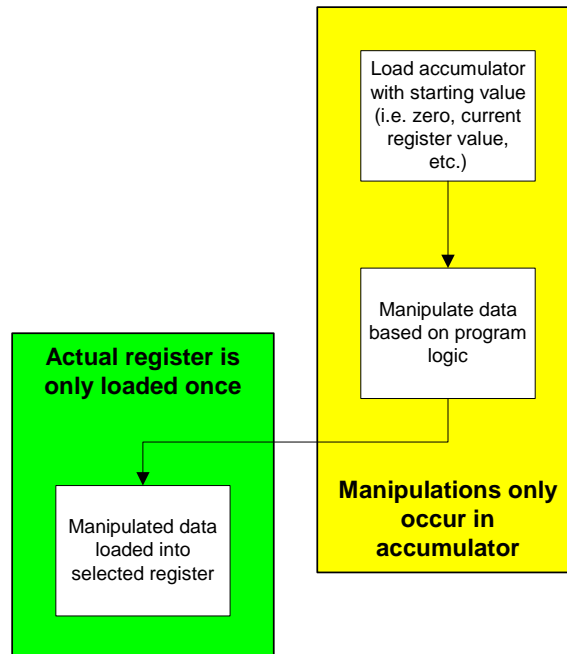 Load accumulator
with starting value
(i.e. zero, current
register value,
etc.)
Manipulate data
based on program
logic
Actual register is
only loaded once
Manipulations only
occur in
accumulator
Manipulated data
loaded into
selected register